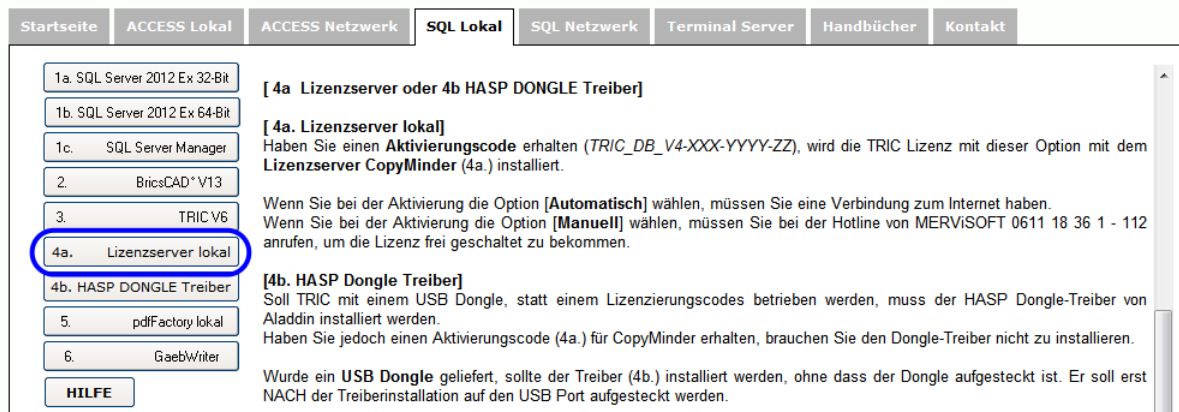 Startseite ACCESS Lokal ACCESS Netzwerk SQL Lokal SQL Netzwerk Terminal Server Handbücher Kontakt
1a. SQL Server 2012 Ex 32-Bit
1b. SQL Server 2012 Ex 64-Bit
1c. SQL Server Manager
2. BricsCAD° V13
3. TRIC V6
4a. Lizenzserver lokal
4b. HASP DONGLE Treiber
5. pdfFactory lokal
6. GaebWriter
HILFE
[ 4a Lizenzserver oder 4b HASP DONGLE Treiber]
[ 4a. Lizenzserver lokal]
Haben Sie einen Aktivierungscode erhalten (TRIC_DB_V4-XXX-YYYY-ZZ), wird die TRIC Lizenz mit dieser Option mit dem
Lizenzserver CopyMinder (4a.) installiert.
Wenn Sie bei der Aktivierung die Option [Automatisch] wählen, müssen Sie eine Verbindung zum Internet haben.
Wenn Sie bei der Aktivierung die Option [Manuell] wählen, müssen Sie bei der Hotline von MERViSOFT 0611 18 36 1 - 112
anrufen, um die Lizenz frei geschaltet zu bekommen.
[4b. HASP Dongle Treiber]
Soll TRIC mit einem USB Dongle, statt einem Lizenzierungscodes betrieben werden, muss der HASP Dongle-Treiber von
Aladdin installiert werden.
Haben Sie jedoch einen Aktivierungscode (4a.) für CopyMinder erhalten, brauchen Sie den Dongle-Treiber nicht zu installieren.
Wurde ein USB Dongle geliefert, sollte der Treiber (4b.) installiert werden, ohne dass der Dongle aufgesteckt ist. Er soll erst
NACH der Treiberinstallation auf den USB Port aufgesteckt werden.